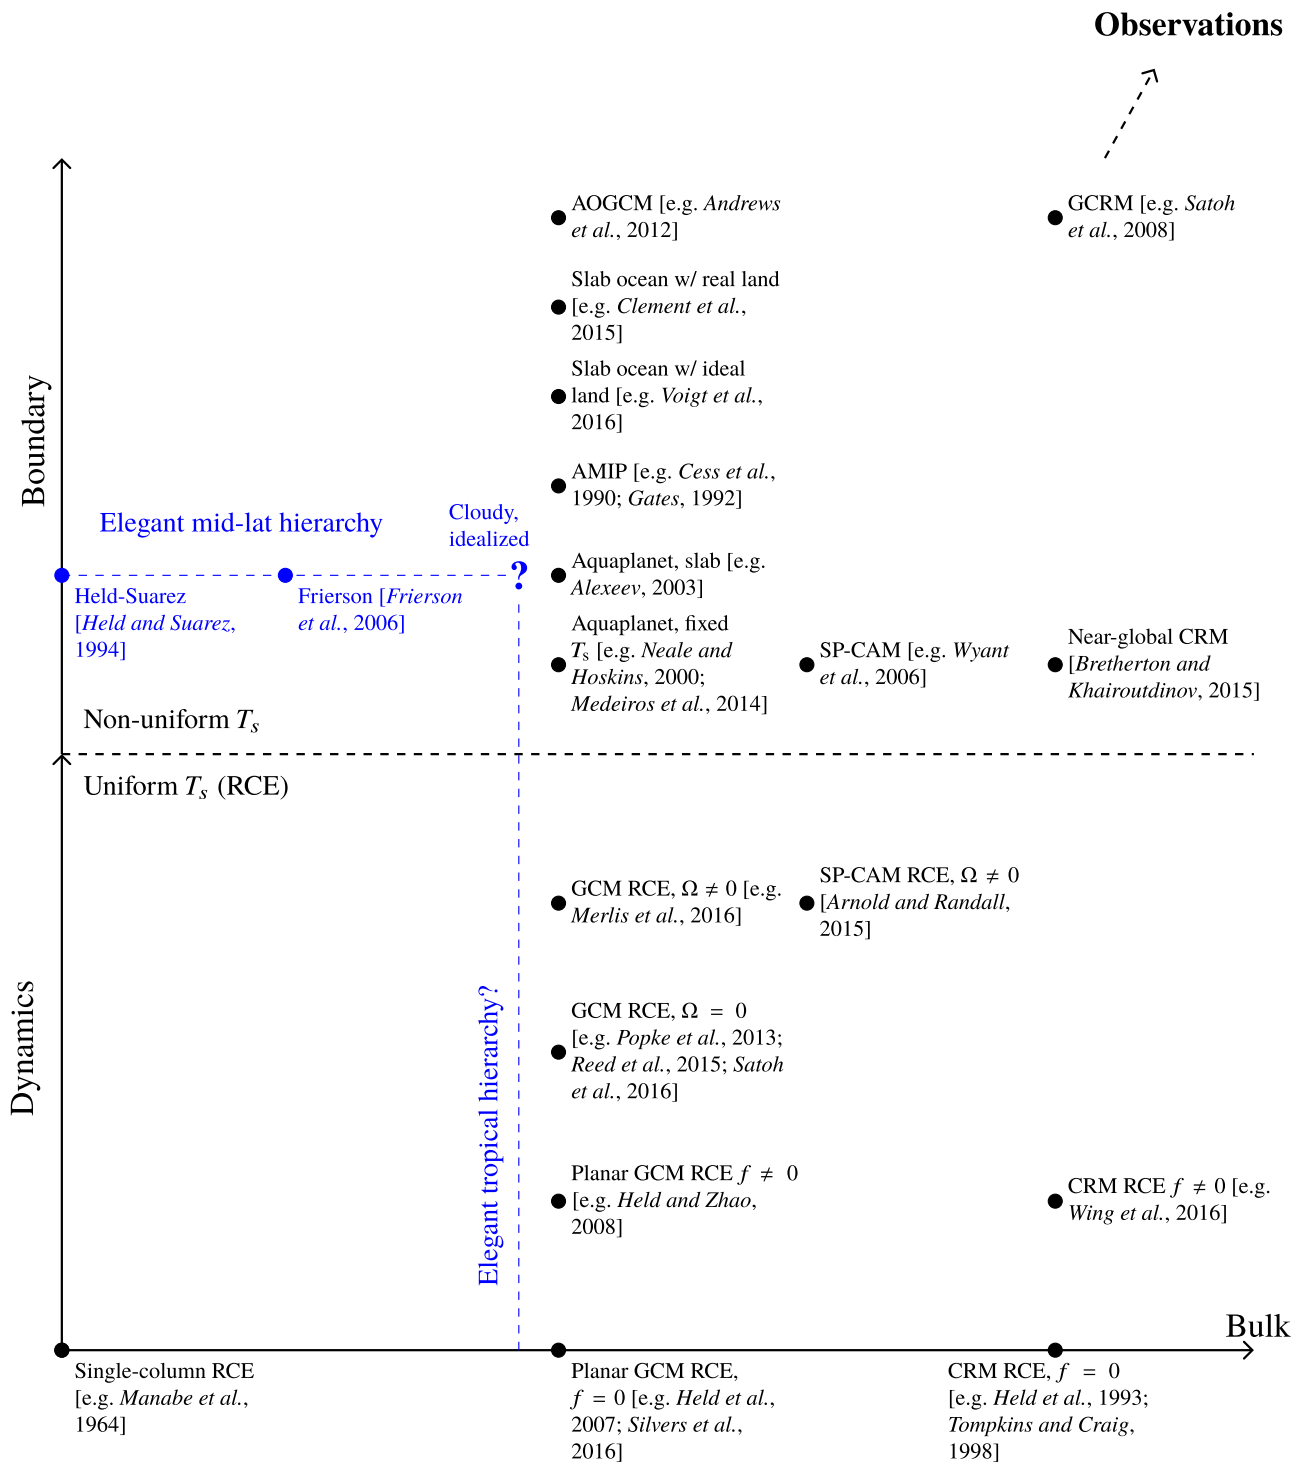 Observations
AOGCM [e.g. Andrews
et al., 2012]
GCRM [e.g. Satoh
et al., 2008]
Slab ocean w/ real land
[e.g. Clement et al.,
2015]
Slab ocean w/ ideal
land [e.g. Voigt et al.,
2016]
Boundary
AMIP [e.g. Cess et al.,
1990; Gates, 1992]
Elegant mid-lat hierarchy
Cloudy,
idealized
?
Held-Suarez
[Held and Suarez,
1994]
Frierson [Frierson
et al., 2006]
Aquaplanet, slab [e.g.
Alexeev, 2003]
Aquaplanet, fixed
Ts [e.g. Neale and
Hoskins, 2000;
Medeiros et al., 2014]
SP-CAM [e.g. Wyant
et al., 2006]
Near-global CRM
[Bretherton and
Khairoutdinov, 2015]
Non-uniform Ts
Uniform Ts (RCE)
GCM RCE, Ω ≠ 0 [e.g.
Merlis et al., 2016]
SP-CAM RCE, Ω ≠ 0
[Arnold and Randall,
2015]
Dynamics
Elegant tropical hierarchy?
GCM RCE, Ω = 0
[e.g. Popke et al., 2013;
Reed et al., 2015; Satoh
et al., 2016]
Planar GCM RCE f ≠ 0
[e.g. Held and Zhao,
2008]
CRM RCE f ≠ 0 [e.g.
Wing et al., 2016]
Bulk
Single-column RCE
[e.g. Manabe et al.,
1964]
Planar GCM RCE,
f = 0 [e.g. Held et al.,
2007; Silvers et al.,
2016]
CRM RCE, f = 0
[e.g. Held et al., 1993;
Tompkins and Craig,
1998]